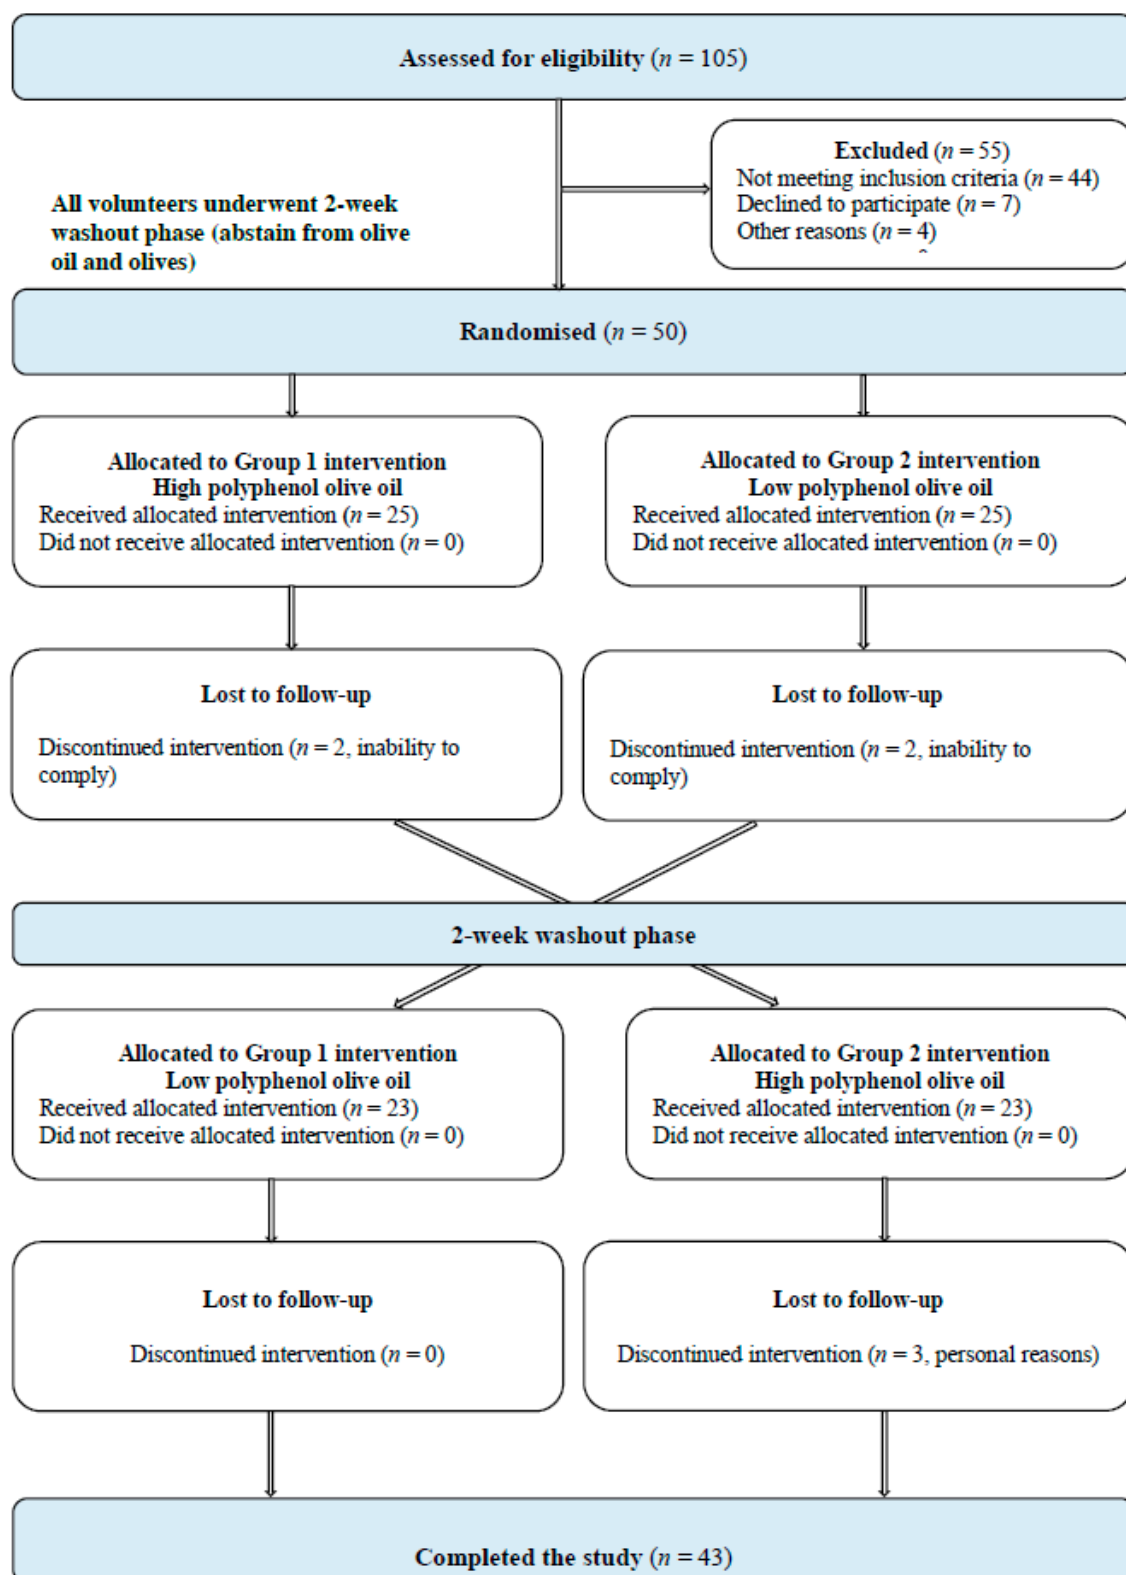 Assessed for eligibility (n = 105)
Excluded (n = 55)
Not meeting inclusion criteria (n = 44)
Declined to participate (n = 7)
Other reasons (n = 4)
All volunteers underwent 2-week
washout phase (abstain from olive
oil and olives)
Randomised (n = 50)
Allocated to Group 1 intervention
High polyphenol olive oil
Received allocated intervention (n = 25)
Did not receive allocated intervention (n = 0)
Allocated to Group 2 intervention
Low polyphenol olive oil
Received allocated intervention (n = 25)
Did not receive allocated intervention (n = 0)
Lost to follow-up
Discontinued intervention (n = 2, inability to
comply)
Lost to follow-up
Discontinued intervention (n = 2, inability to
comply)
2-week washout phase
Allocated to Group 1 intervention
Low polyphenol olive oil
Received allocated intervention (n = 23)
Did not receive allocated intervention (n = 0)
Allocated to Group 2 intervention
High polyphenol olive oil
Received allocated intervention (n = 23)
Did not receive allocated intervention (n = 0)
Lost to follow-up
Discontinued intervention (n = 0)
Lost to follow-up
Discontinued intervention (n = 3, personal reasons)
Completed the study (n = 43)